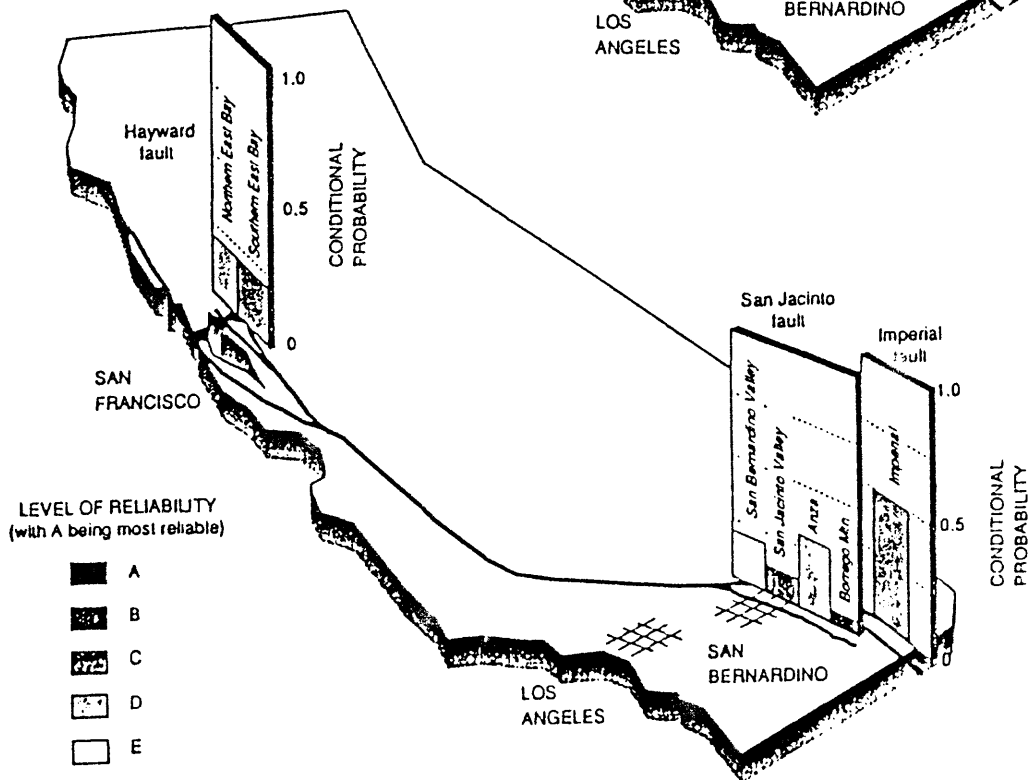 LOS
ANGELES
BERNARDINO
Hayward
fault
Northern East Bay
Southern East Bay
1.0
0.5
0
CONDITIONAL
PROBABILITY
SAN
FRANCISCO
San Jacinto
fault
Imperial
fault
San Bernardino Valley
San Jacinto Valley
Anza
Borrego Mtn
Imperial
1.0
0.5
0
CONDITIONAL
PROBABILITY
LEVEL OF RELIABILITY
(with A being most reliable)
A
B
C
D
E
SAN
BERNARDINO
LOS
ANGELES